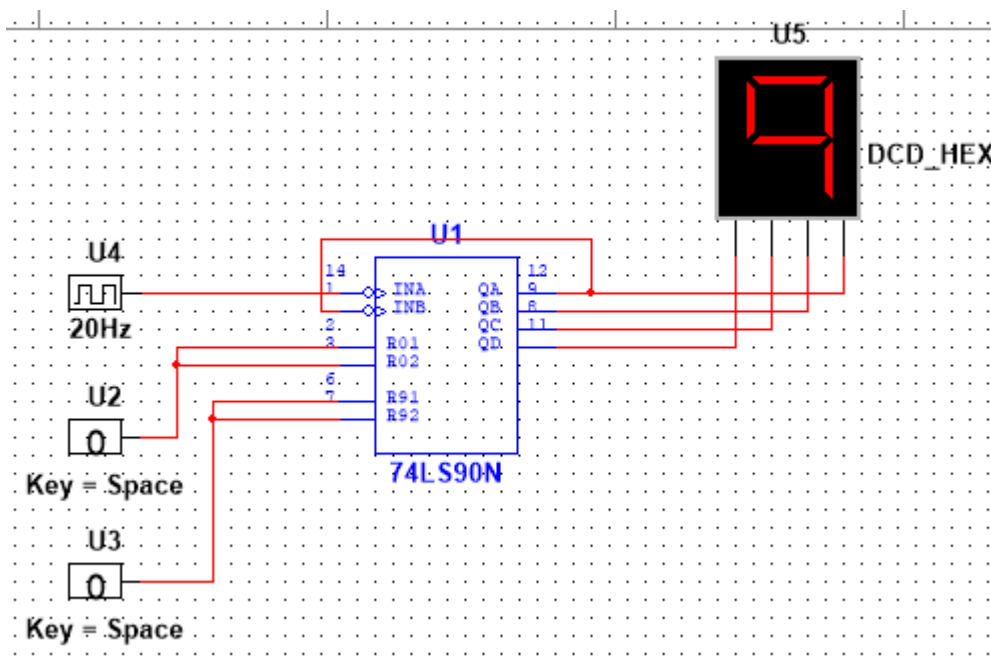 U5
9
DCD_HEX
U1
U4
20Hz
14
1
INA
INB
2
3
R01
R02
6
7
R91
R92
12
9
8
11
QA
QB
QC
QD
74LS90N
U2
0
Key = Space
U3
0
Key = Space